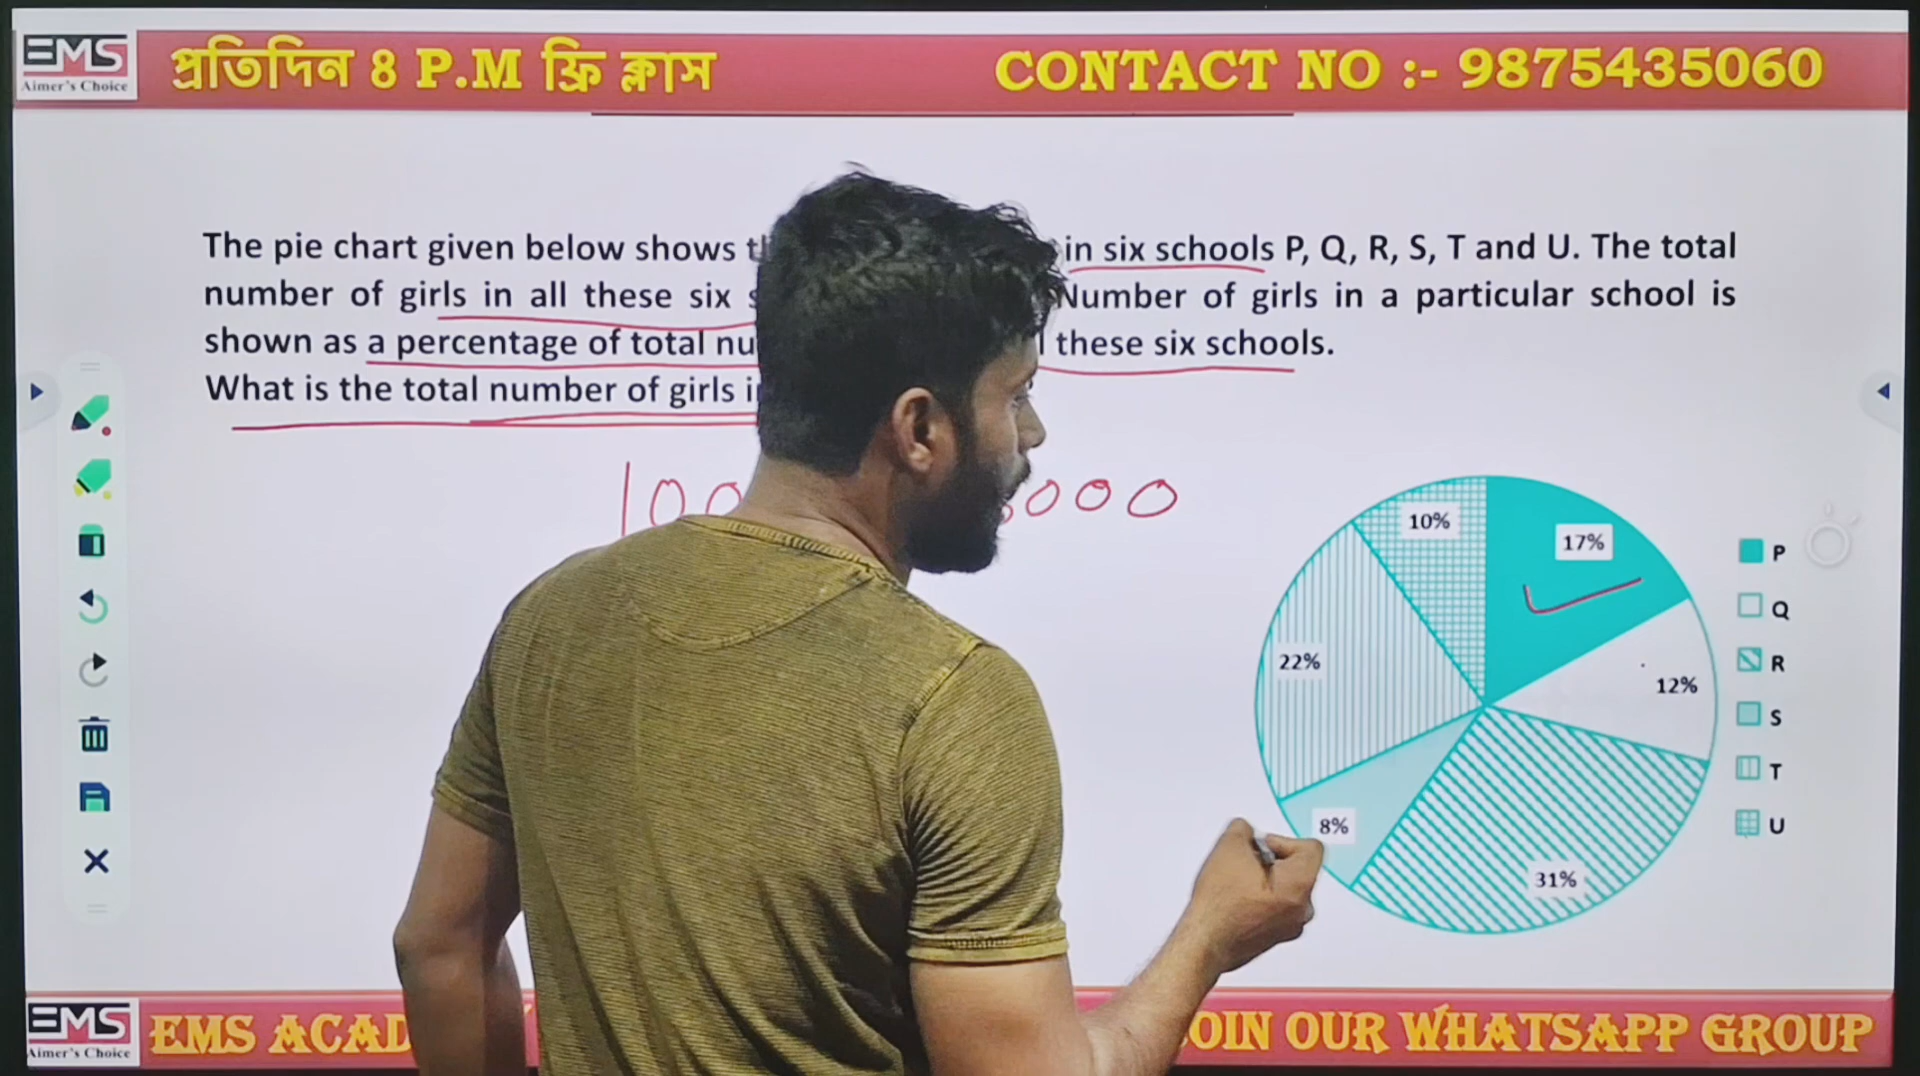 EMS
Aimer's Choice
প্রতিদিন 8 P.M ফ্রি ক্লাস
CONTACT NO :- 9875435060
The pie chart given below shows in six schools P, Q, R, S, T and U. The total
number of girls in all these six Number of girls in a particular school is
shown as a percentage of total these six schools.
What is the total number of girls
100 000
10%
17%
22%
12%
8%
31%
P
Q
R
S
T
U
EMS
Aimer's Choice
EMS OUR WHATSAPP GROUP